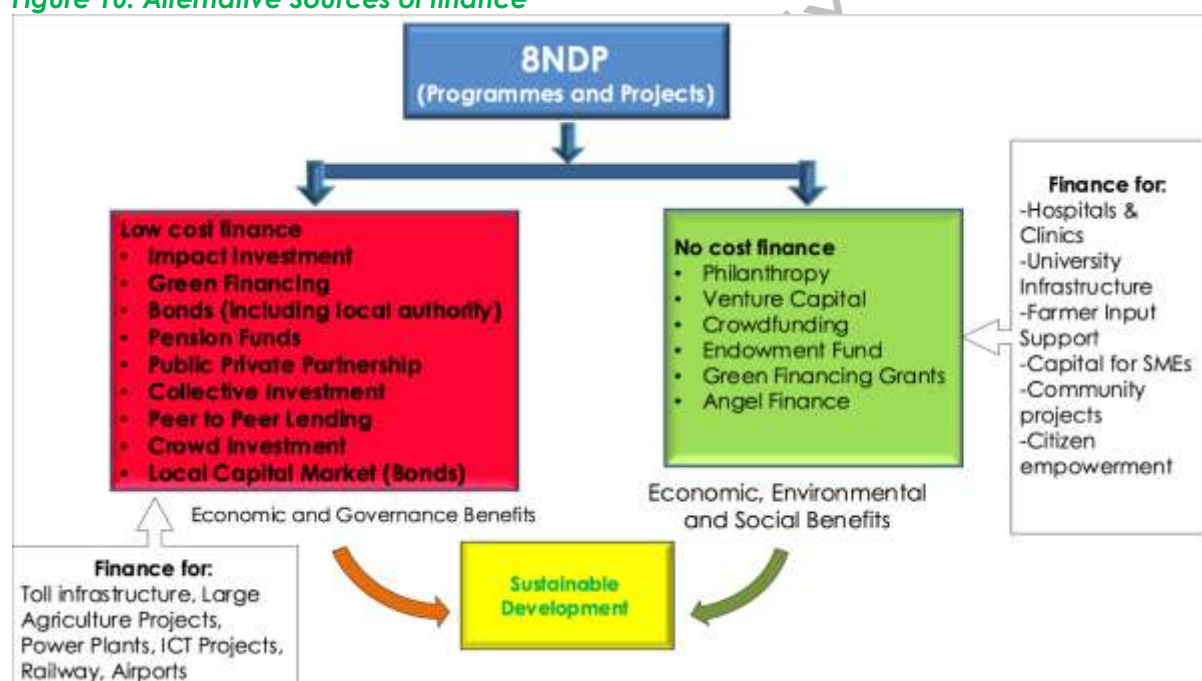 Figure 10: Alternative Sources of finance
8NDP
(Programmes and Projects)
Low cost finance
• Impact Investment
• Green Financing
• Bonds (including local authority)
• Pension Funds
• Public Private Partnership
• Collective Investment
• Peer to Peer Lending
• Crowd Investment
• Local Capital Market (Bonds)
No cost finance
• Philanthropy
• Venture Capital
• Crowdfunding
• Endowment Fund
• Green Financing Grants
• Angel Finance
Finance for:
-Hospitals &
Clinics
-University
Infrastructure
-Farmer Input
Support
-Capital for SMEs
-Community
projects
-Citizen
empowerment
Economic and Governance Benefits
Economic, Environmental
and Social Benefits
Finance for:
Toll infrastructure, Large
Agriculture Projects,
Power Plants, ICT Projects,
Railway, Airports
Sustainable
Development